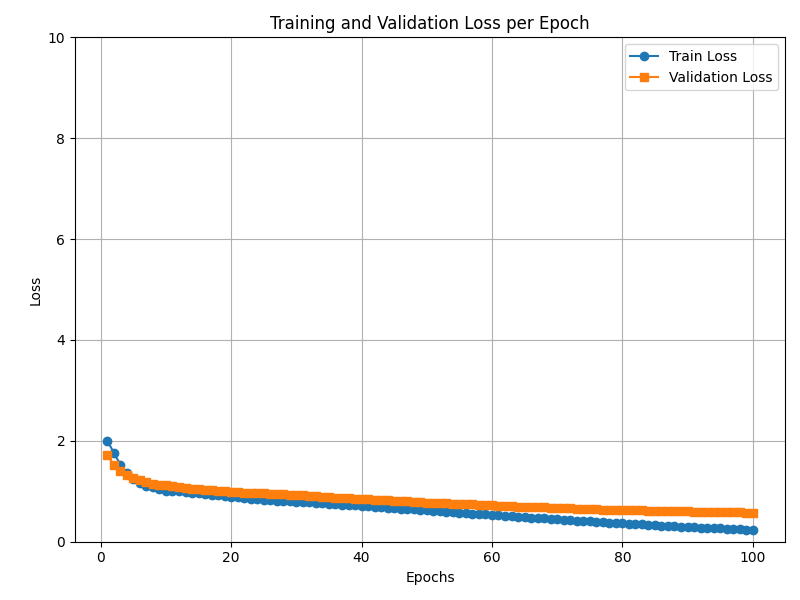 Training and Validation Loss per Epoch
10
8
6
4
2
0
Loss
Train Loss
Validation Loss
0 20 40 60 80 100
Epochs